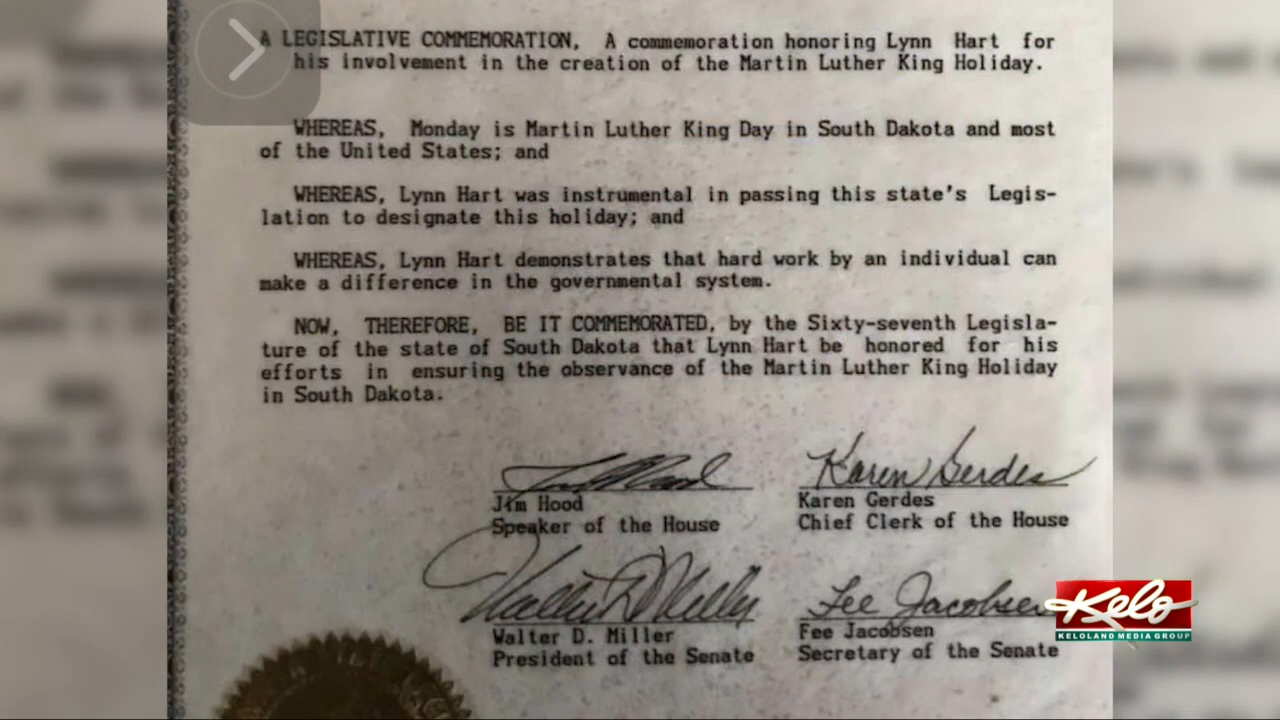 A LEGISLATIVE COMMEMORATION, A commemoration honoring Lynn Hart for
his involvement in the creation of the Martin Luther King Holiday.
WHEREAS, Monday is Martin Luther King Day in South Dakota and most
of the United States; and
WHEREAS, Lynn Hart was instrumental in passing this state's Legis-
lation to designate this holiday; and
WHEREAS, Lynn Hart demonstrates that hard work by an individual can
make a difference in the governmental system.
NOW, THEREFORE, BE IT COMMEMORATED, by the Sixty-seventh Legisla-
ture of the state of South Dakota that Lynn Hart be honored for his
efforts in ensuring the observance of the Martin Luther King Holiday
in South Dakota.
Karen Gerdes
Jim Hood
Karen Gerdes
Speaker of the House
Chief Clerk of the House
Walter D. Miller
Fee Jacobsen
Walter D. Miller
Fee Jacobsen
President of the Senate
Secretary of the Senate
Kelo
KELOLAND MEDIA GROUP